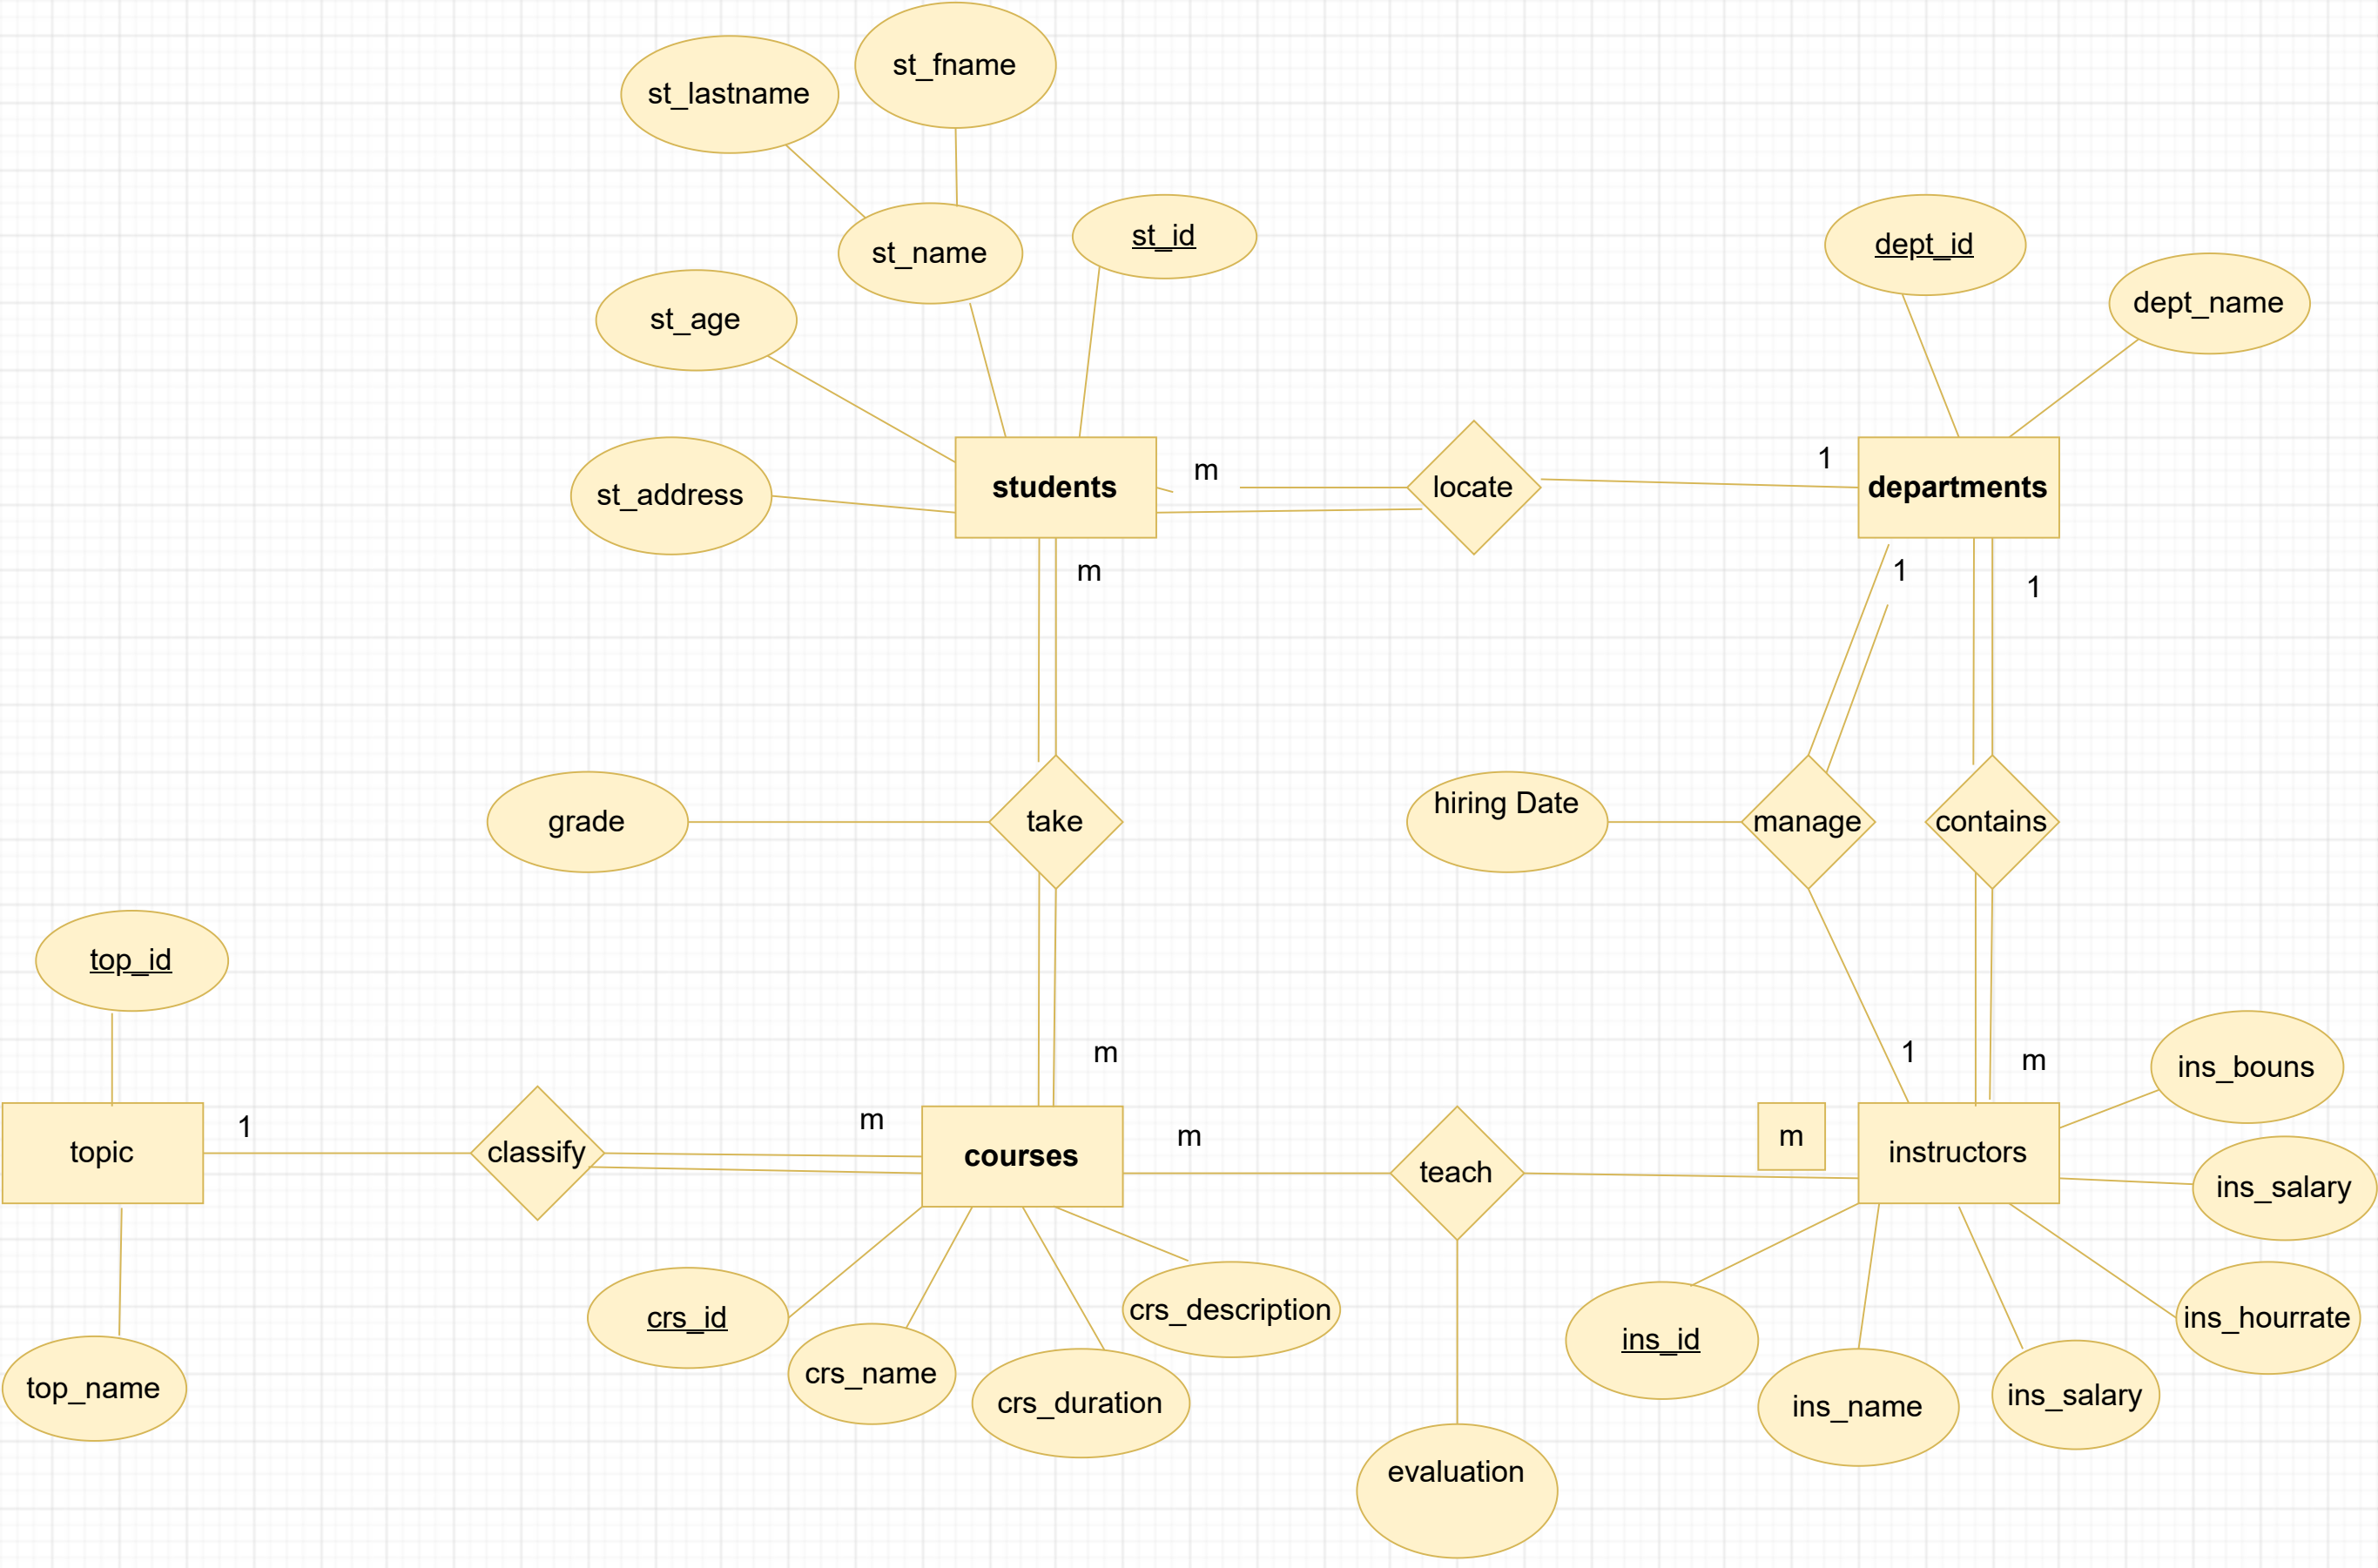 st_fname
st_lastname
st_id
dept_id
st_name
dept_name
st_age
students
m
locate
1
departments
st_address
m
1
1
grade
take
hiring Date
manage
contains
top_id
m
1
m
ins_bouns
topic
1
classify
m
courses
m
teach
m
instructors
ins_salary
crs_id
crs_name
crs_duration
crs_description
ins_id
ins_name
ins_salary
ins_hourrate
top_name
evaluation